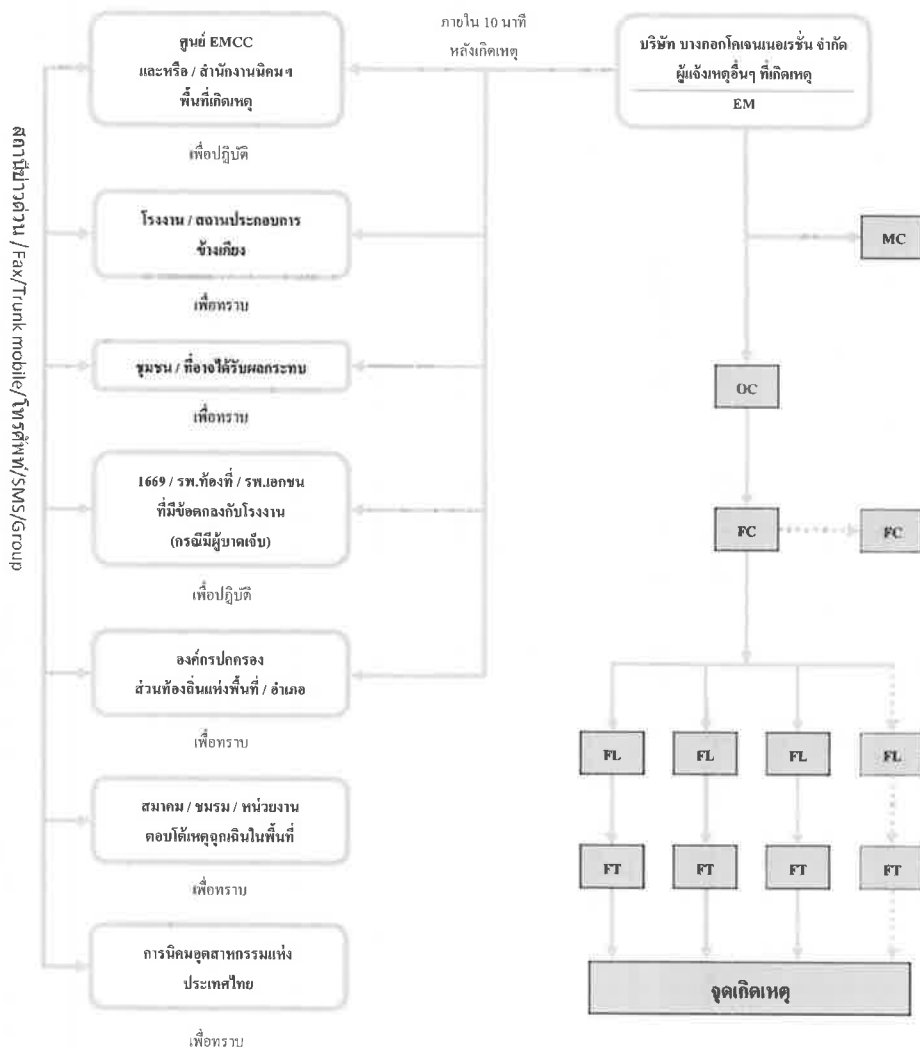 ศูนย์ EMCC
และหรือ / สำนักงานนิคมฯ
พื้นที่เกิดเหตุ
เพื่อปฏิบัติ
ภายใน 10 นาที
หลังเกิดเหตุ
บริษัท บางกอกโคเจนเนอเรชั่น จำกัด
ผู้แจ้งเหตุอื่นๆ ที่เกิดเหตุ
EM
สถานีข่าวด่วน /Fax/Trunk mobile/โทรศัพท์/SMS/Group
โรงงาน / สถานประกอบการ
ข้างเคียง
เพื่อทราบ
ชุมชน / ที่อาจได้รับผลกระทบ
เพื่อทราบ
1669 / รพ.ท้องที่ / รพ.เอกชน
ที่มีข้อตกลงกับโรงงาน
(กรณีมีผู้บาดเจ็บ)
เพื่อปฏิบัติ
องค์กรปกครอง
ส่วนท้องถิ่นแห่งพื้นที่ / อำเภอ
เพื่อทราบ
สมาคม / ชมรม / หน่วยงาน
ตอบโต้เหตุฉุกเฉินในพื้นที่
เพื่อทราบ
การนิคมอุตสาหกรรมแห่ง
ประเทศไทย
เพื่อทราบ
MC
OC
FC
FC
FL
FL
FL
FL
FT
FT
FT
FT
จุดเกิดเหตุ